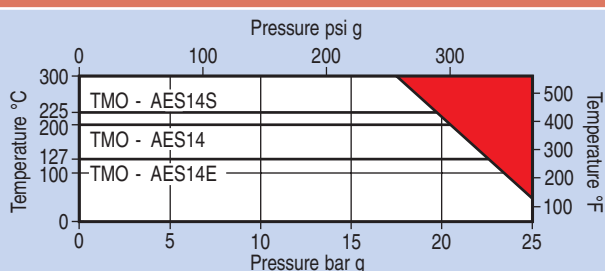 Pressure psi g
0 100 200 300
Temperature °C
300
225
200
127
100
0
TMO - AES14S
TMO - AES14
TMO - AES14E
500
400
300
200
100
Temperature °F
0 5 10 15 20 25
Pressure bar g